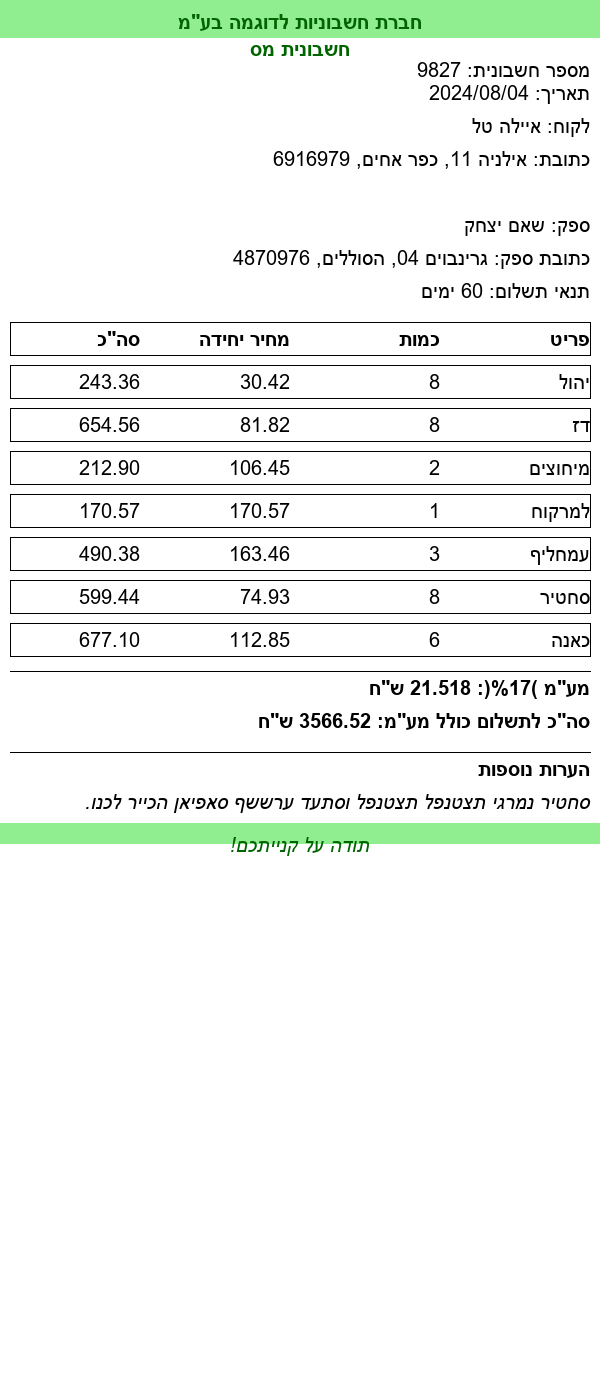 חברת חשבוניות לדוגמה בע"מ
חשבונית מס
מספר חשבונית: 9827
תאריך: 2024/08/04
לקוח: איילה טל
כתובת: אילניה 11, כפר אחים, 6916979
ספק: שאם יצחק
כתובת ספק: גרינבוים 04, הסוללים, 4870976
תנאי תשלום: 60 ימים
פריט כמות מחיר יחידה סה"כ
יהול 8 30.42 243.36
דז 8 81.82 654.56
מיחוצים 2 106.45 212.90
למרקוח 1 170.57 170.57
עמחליף 3 163.46 490.38
סחטיר 8 74.93 599.44
כאנה 6 112.85 677.10
מע"מ )17%(: 21.518 ש"ח
סה"כ לתשלום כולל מע"מ: 3566.52 ש"ח
הערות נוספות
סחטיר נמרגי תצטנפל תצטנפל וסתעד ערששף סאפיאן הכייר לכנו.
תודה על קנייתכם!